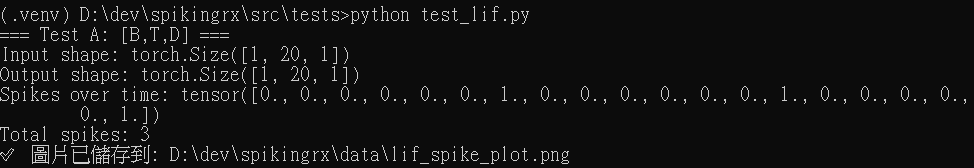 (.venv) D:\dev\spikingrx\src\tests>python test_lif.py
=== Test A: [B,T,D] ===
Input shape: torch.Size([1, 20, 1])
Output shape: torch.Size([1, 20, 1])
Spikes over time: tensor([0., 0., 0., 0., 0., 0., 1., 0., 0., 0., 0., 0., 0., 1., 0., 0., 0., 0.,
        0., 1.])
Total spikes: 3
✓ 圖片已儲存到: D:\dev\spikingrx\data\lif_spike_plot.png